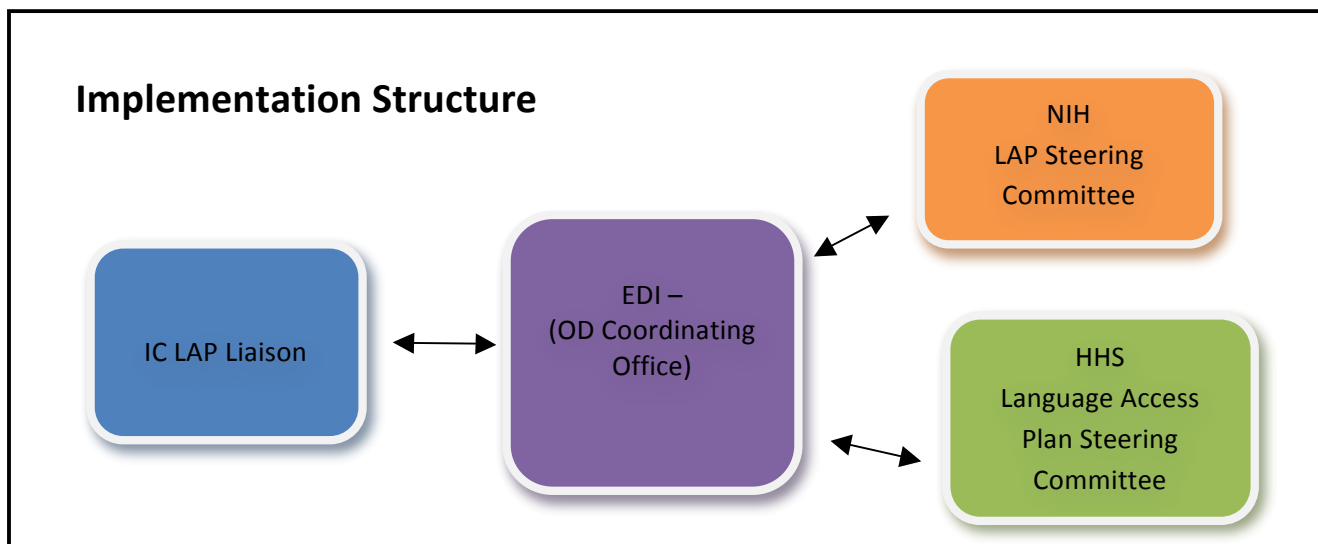 Implementation Structure
NIH
LAP Steering
Committee
IC LAP Liaison
EDI –
(OD Coordinating
Office)
HHS
Language Access
Plan Steering
Committee